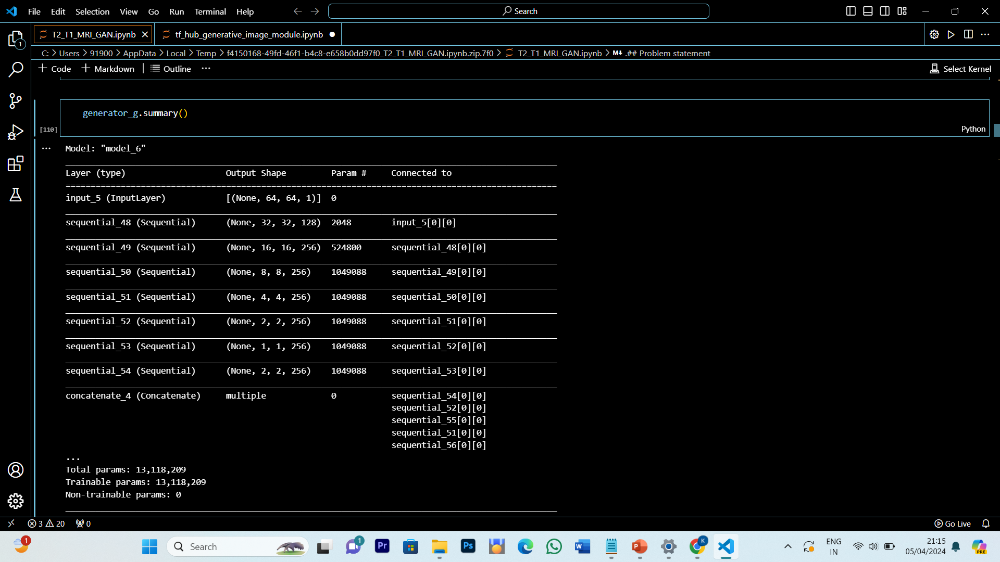 File Edit Selection View Go Run Terminal Help
Search
T2_T1_MRI_GAN.ipynb
tf_hub_generative_image_module.ipynb
1
C: > Users > 91900 > AppData > Local > Temp > f4150168-49fd-46f1-b4c8-e658b0dd97f0_T2_T1_MRI_GAN.ipynb.zip.7f0 > T2_T1_MRI_GAN.ipynb > M↓ .## Problem statement
+ Code + Markdown | Outline ...
Select Kernel
generator_g.summary()
[110]
Python
... Model: "model_6"
Layer (type) Output Shape Param # Connected to
==================================================================================================
input_5 (InputLayer) [(None, 64, 64, 1)] 0
sequential_48 (Sequential) (None, 32, 32, 128) 2048 input_5[0][0]
sequential_49 (Sequential) (None, 16, 16, 256) 524800 sequential_48[0][0]
sequential_50 (Sequential) (None, 8, 8, 256) 1049088 sequential_49[0][0]
sequential_51 (Sequential) (None, 4, 4, 256) 1049088 sequential_50[0][0]
sequential_52 (Sequential) (None, 2, 2, 256) 1049088 sequential_51[0][0]
sequential_53 (Sequential) (None, 1, 1, 256) 1049088 sequential_52[0][0]
sequential_54 (Sequential) (None, 2, 2, 256) 1049088 sequential_53[0][0]
concatenate_4 (Concatenate) multiple 0 sequential_54[0][0]
sequential_52[0][0]
sequential_55[0][0]
sequential_51[0][0]
sequential_56[0][0]
...
Total params: 13,118,209
Trainable params: 13,118,209
Non-trainable params: 0
3 20 0
Go Live
1
Search
1
Pr
Ps
W
P
K
ENG
IN
21:15
05/04/2024
PRE